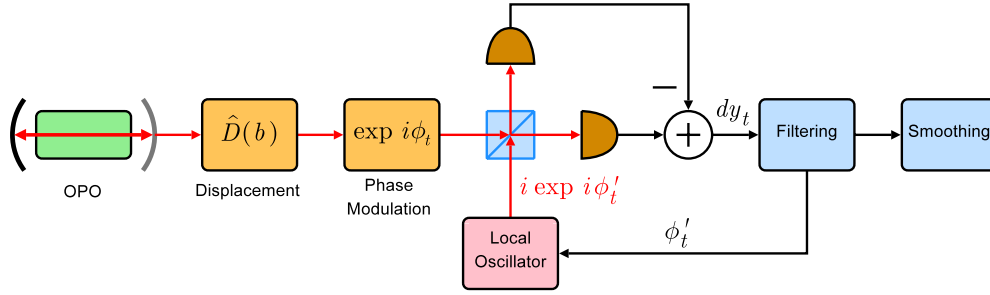 OPO
D̂(b)
Displacement
exp iϕ_t
Phase
Modulation
i exp iϕ′_t
Local
Oscillator
−
+
dy_t
Filtering
Smoothing
ϕ′_t